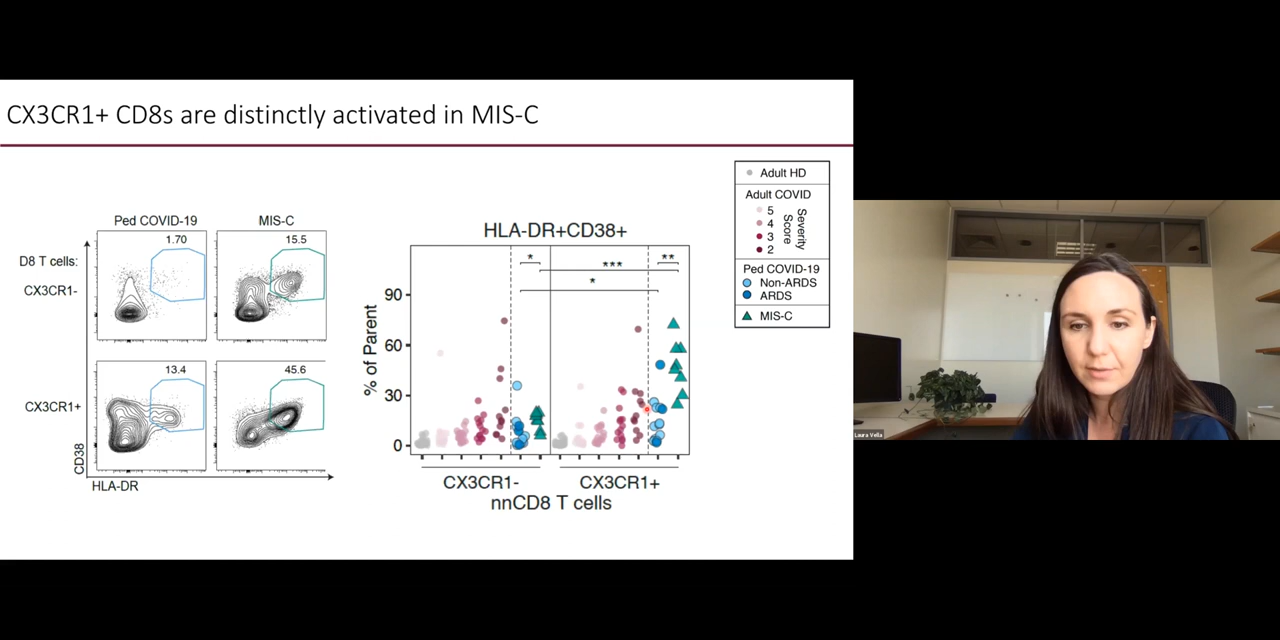 CX3CR1+ CD8s are distinctly activated in MIS-C
Ped COVID-19
MIS-C
1.70
15.5
D8 T cells:
CX3CR1-
13.4
45.6
CX3CR1+
CD38
HLA-DR
HLA-DR+CD38+
*
***
**
*
90
60
30
0
% of Parent
CX3CR1-
CX3CR1+
nnCD8 T cells
Adult HD
Adult COVID
5
4
3
2
Severity
Score
Ped COVID-19
Non-ARDS
ARDS
MIS-C
Laura Vella